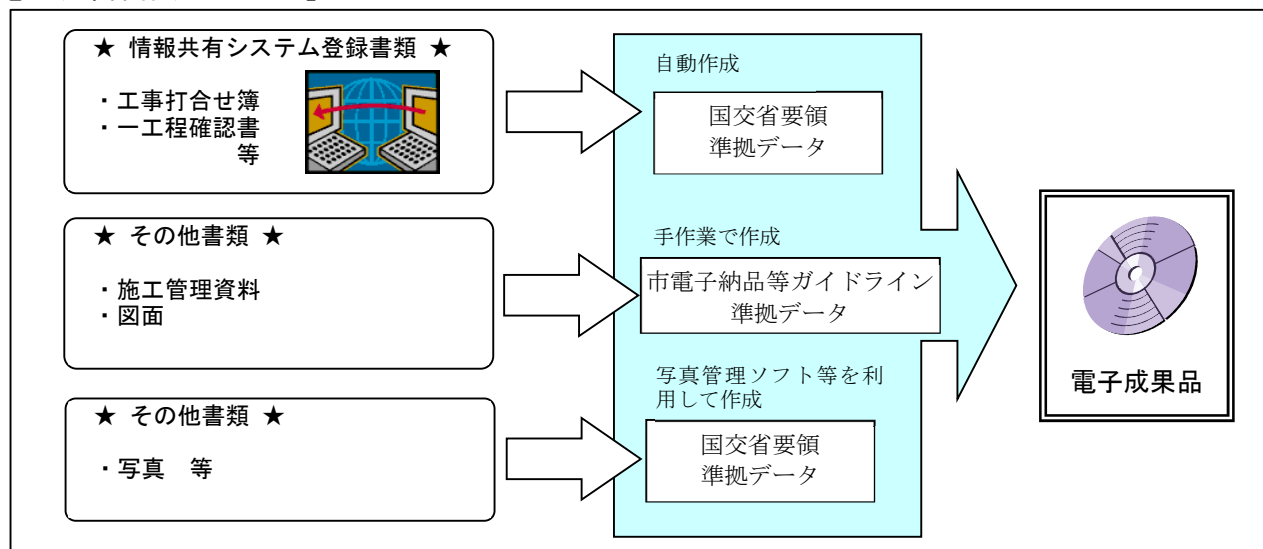 ★ 情報共有システム登録書類 ★
・工事打合せ簿
・一工程確認書
等
★ その他書類 ★
・施工管理資料
・図面
★ その他書類 ★
・写真　等
自動作成
国交省要領
準拠データ
手作業で作成
市電子納品等ガイドライン
準拠データ
写真管理ソフト等を利
用して作成
国交省要領
準拠データ
電子成果品